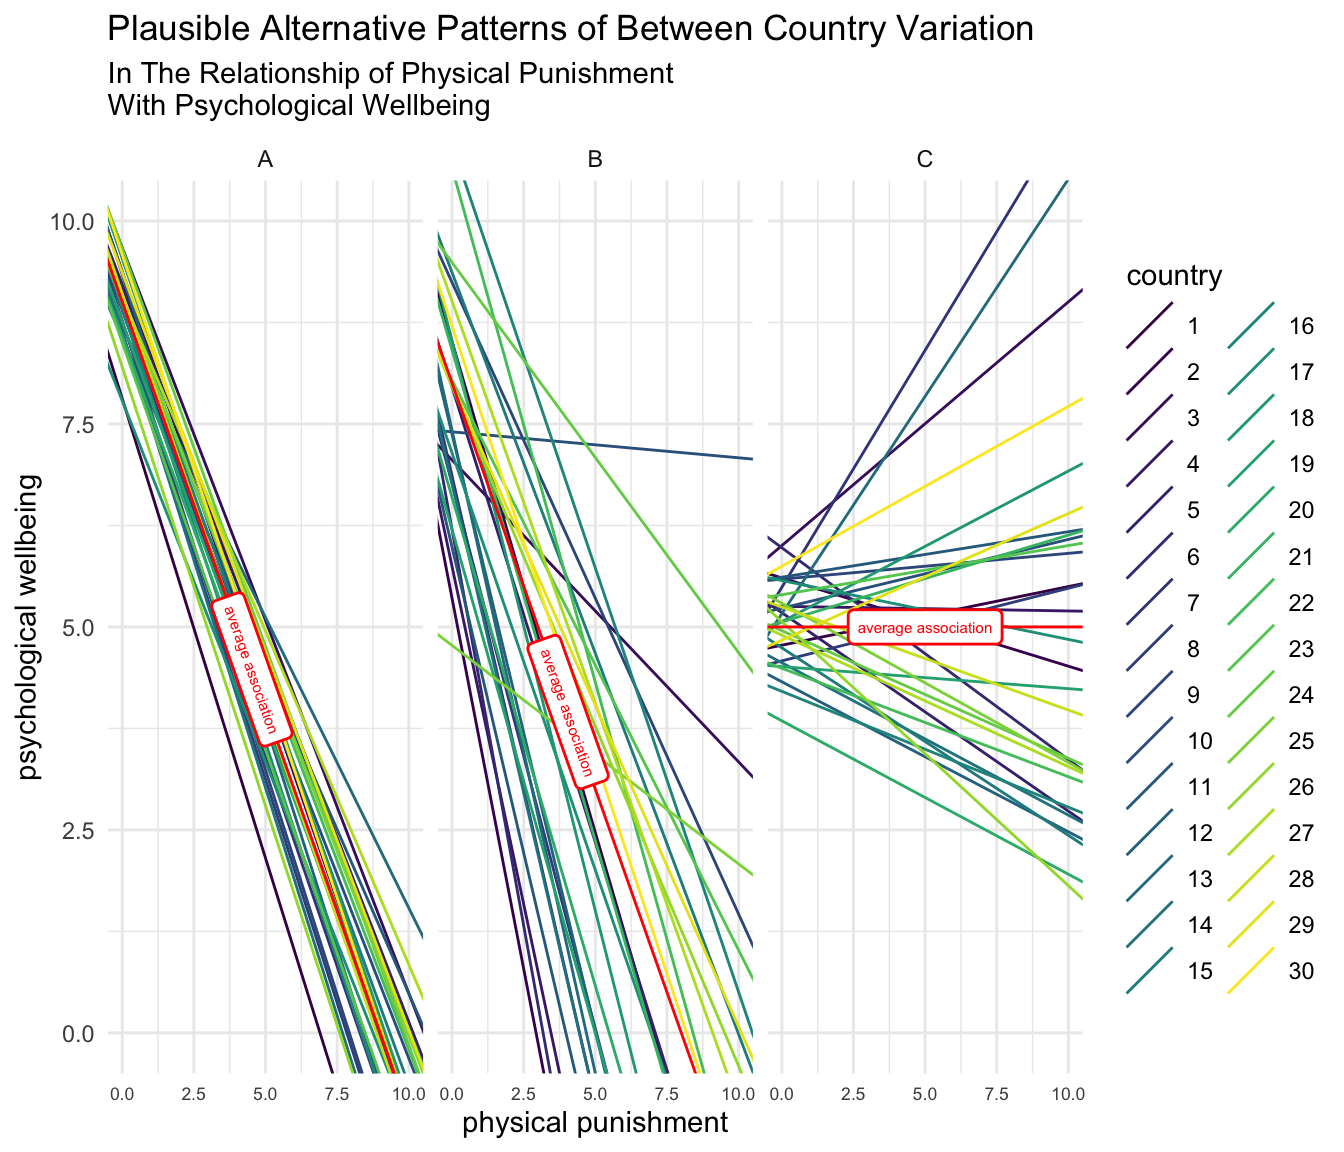 Plausible Alternative Patterns of Between Country Variation
In The Relationship of Physical Punishment
With Psychological Wellbeing
A
B
C
psychological wellbeing
10.0
7.5
5.0
2.5
0.0
average association
average association
average association
0.0 2.5 5.0 7.5 10.0
0.0 2.5 5.0 7.5 10.0
0.0 2.5 5.0 7.5 10.0
physical punishment
country
1
2
3
4
5
6
7
8
9
10
11
12
13
14
15
16
17
18
19
20
21
22
23
24
25
26
27
28
29
30